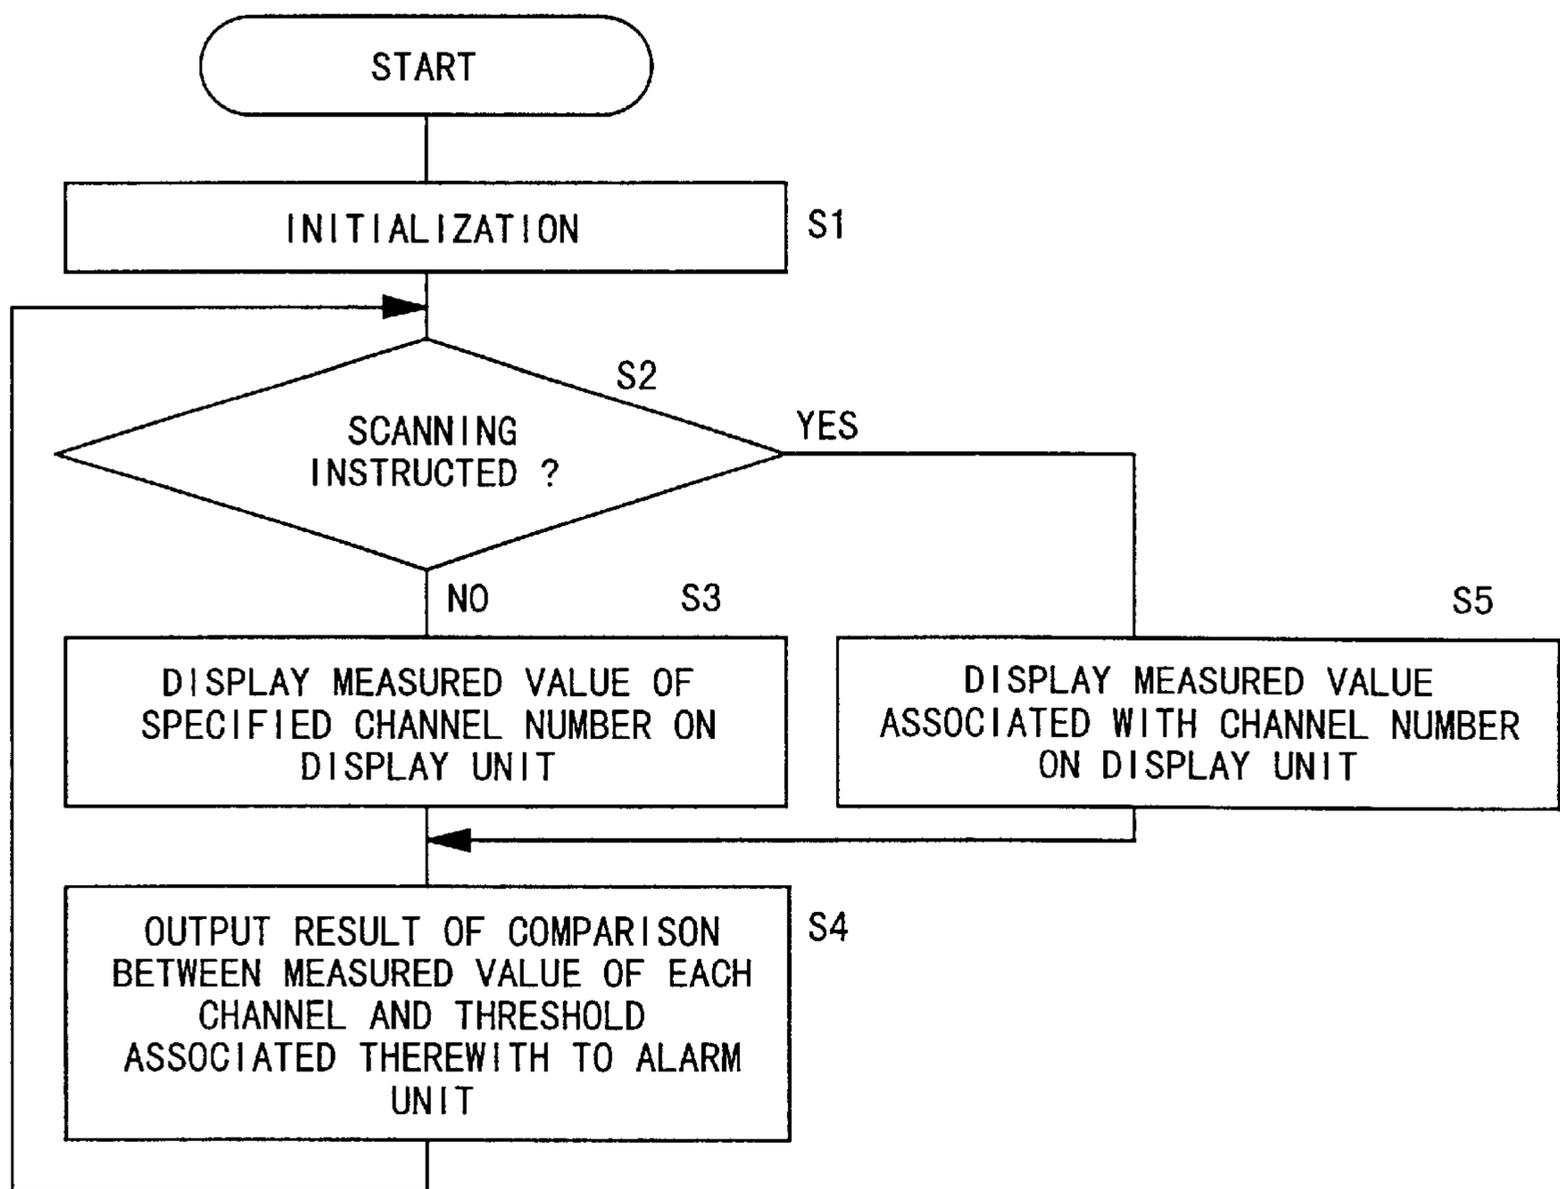 START
INITIALIZATION
S1
S2
SCANNING
INSTRUCTED ?
YES
NO
S3
DISPLAY MEASURED VALUE OF
SPECIFIED CHANNEL NUMBER ON
DISPLAY UNIT
S5
DISPLAY MEASURED VALUE
ASSOCIATED WITH CHANNEL NUMBER
ON DISPLAY UNIT
OUTPUT RESULT OF COMPARISON
BETWEEN MEASURED VALUE OF EACH
CHANNEL AND THRESHOLD
ASSOCIATED THEREWITH TO ALARM
UNIT
S4